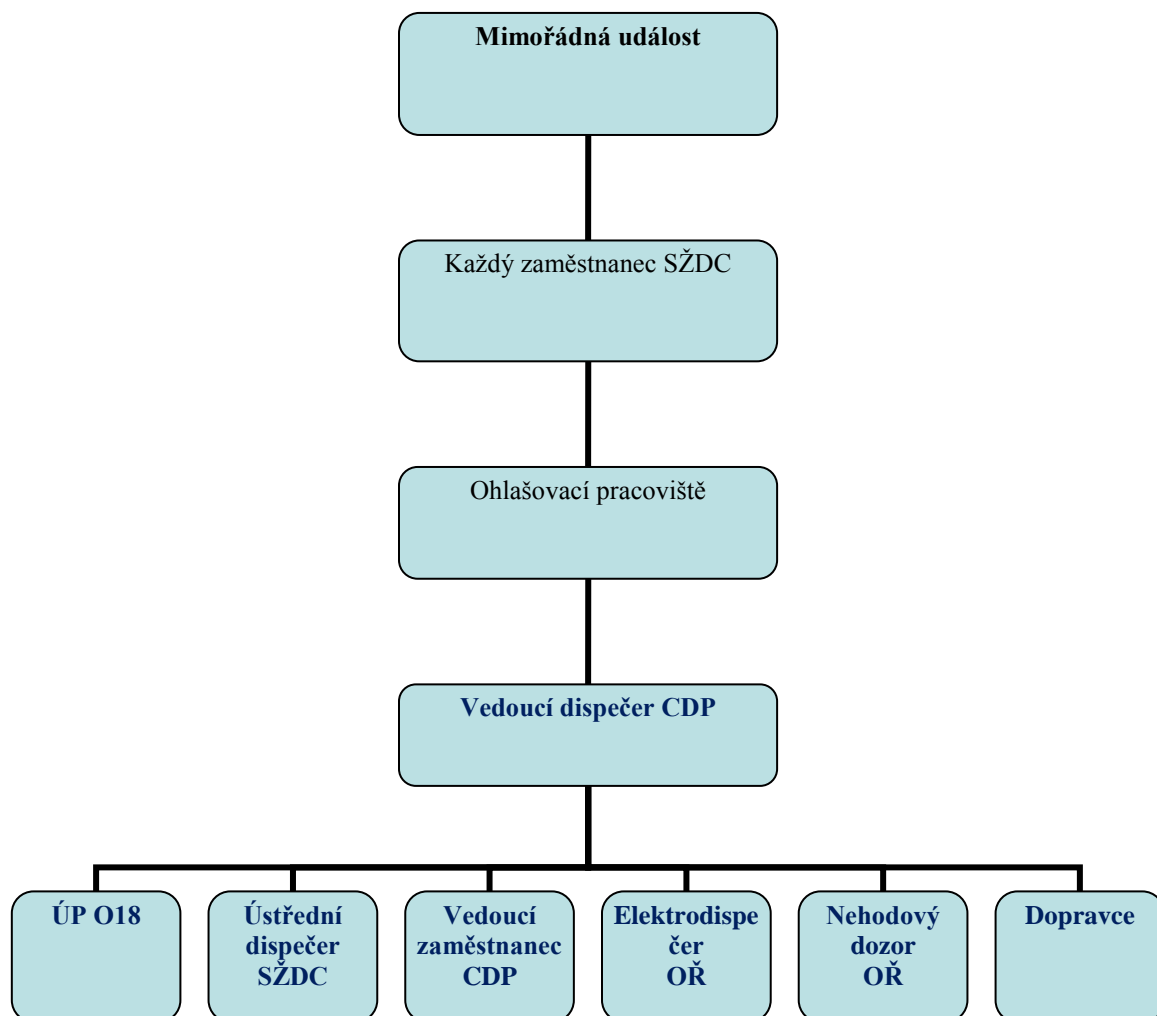 Mimořádná událost
Každý zaměstnanec SŽDC
Ohlašovací pracoviště
Vedoucí dispečer CDP
ÚP O18
Ústřední
dispečer
SŽDC
Vedoucí
zaměstnanec
CDP
Elektrodispe
čer
OŘ
Nehodový
dozor
OŘ
Dopravce